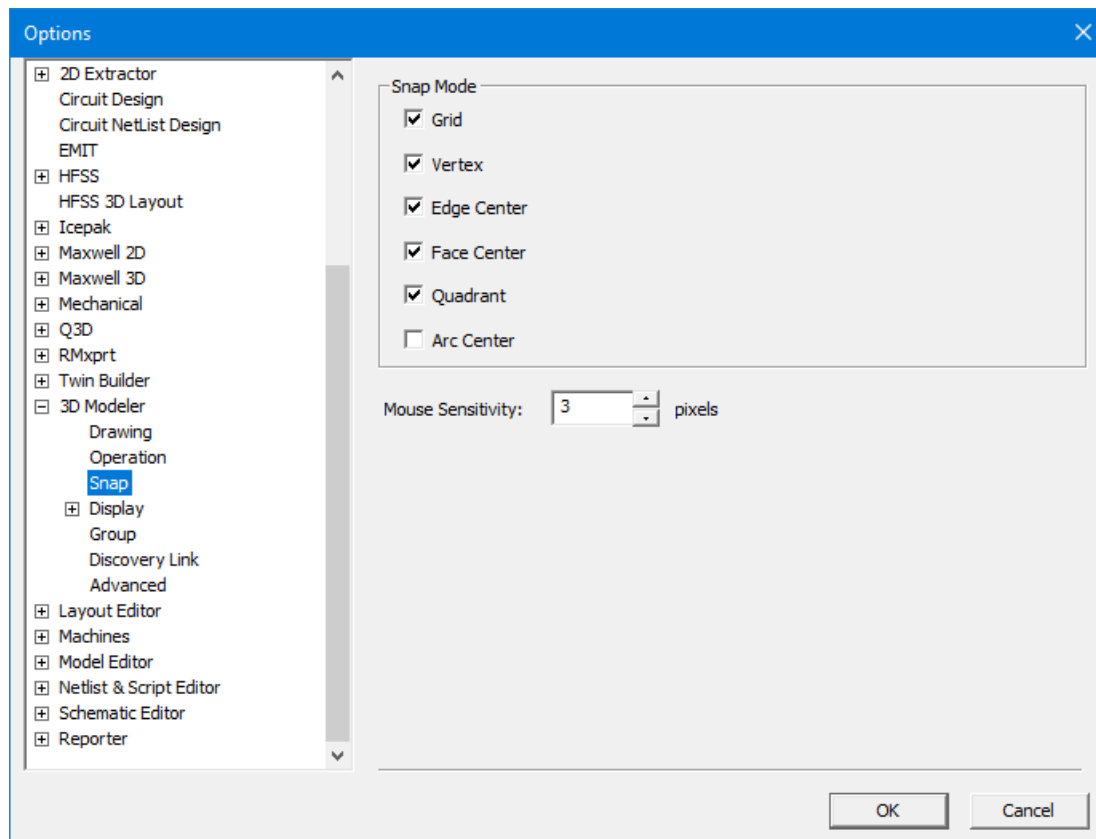 Options
2D Extractor
Circuit Design
Circuit NetList Design
EMIT
HFSS
HFSS 3D Layout
Icepak
Maxwell 2D
Maxwell 3D
Mechanical
Q3D
RMxprt
Twin Builder
3D Modeler
Drawing
Operation
Snap
Display
Group
Discovery Link
Advanced
Layout Editor
Machines
Model Editor
Netlist & Script Editor
Schematic Editor
Reporter
Snap Mode
Grid
Vertex
Edge Center
Face Center
Quadrant
Arc Center
Mouse Sensitivity: 3 pixels
OK Cancel